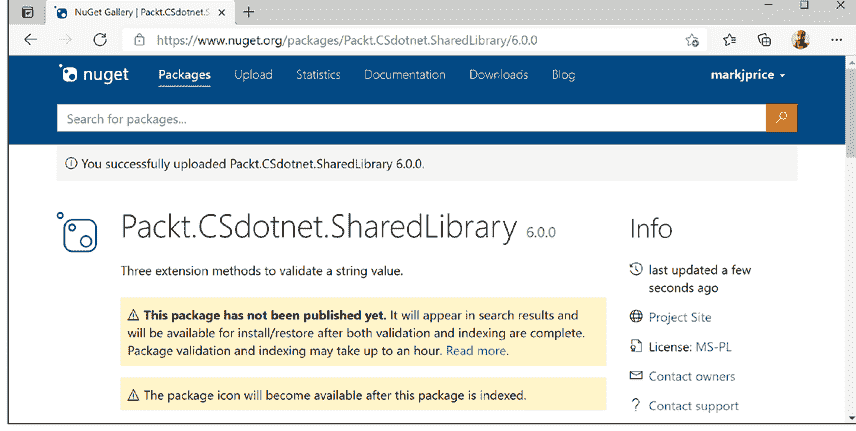 NuGet Gallery | Packt.CSdotnet.S
https://www.nuget.org/packages/Packt.CSdotnet.SharedLibrary/6.0.0
nuget Packages Upload Statistics Documentation Downloads Blog markjprice
Search for packages...
You successfully uploaded Packt.CSdotnet.SharedLibrary 6.0.0.
Packt.CSdotnet.SharedLibrary 6.0.0
Three extension methods to validate a string value.
This package has not been published yet. It will appear in search results and
will be available for install/restore after both validation and indexing are complete.
Package validation and indexing may take up to an hour. Read more.
The package icon will become available after this package is indexed.
Info
last updated a few
seconds ago
Project Site
License: MS-PL
Contact owners
Contact support